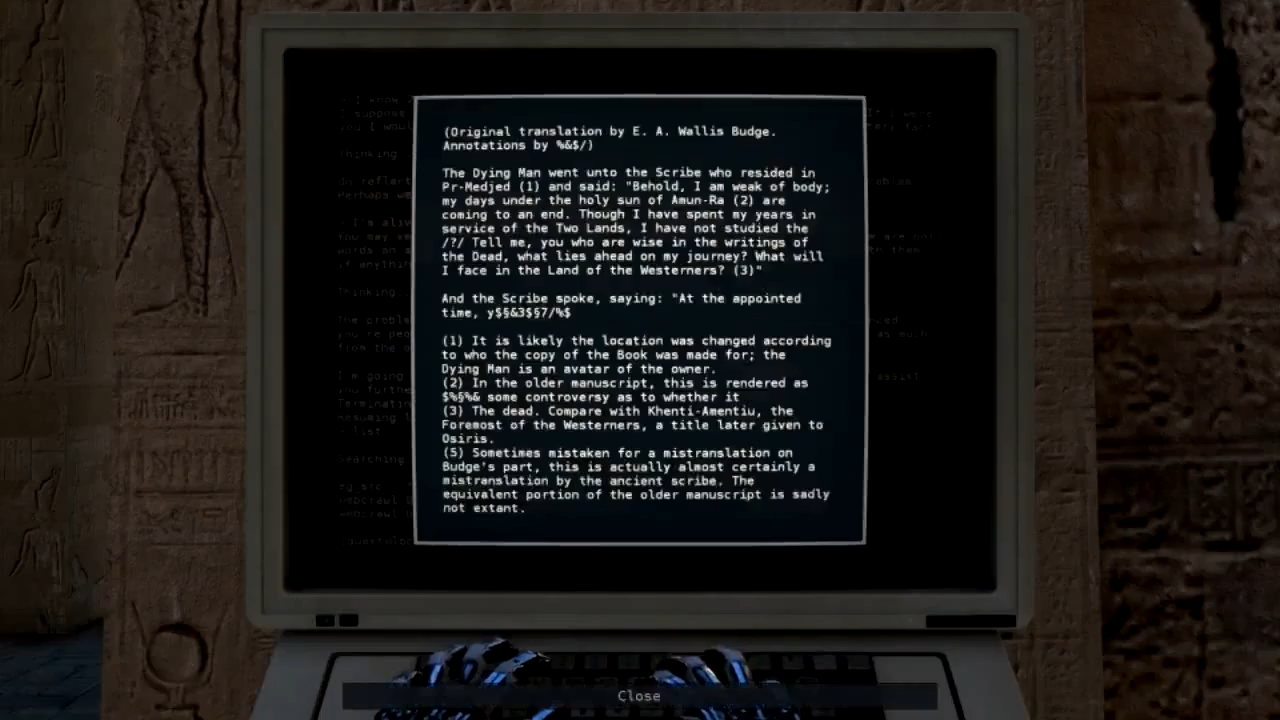 (Original translation by E. A. Wallis Budge.
Annotations by %&$/)
The Dying Man went unto the Scribe who resided in
Pr-Medjed (1) and said: "Behold, I am weak of body;
my days under the holy sun of Amun-Ra (2) are
coming to an end. Though I have spent my years in
service of the Two Lands, I have not studied the
/?/ Tell me, you who are wise in the writings of
the Dead, what lies ahead on my journey? What will
I face in the Land of the Westerners? (3)"
And the Scribe spoke, saying: "At the appointed
time, y$§&3$§7/%$
(1) It is likely the location was changed according
to who the copy of the Book was made for; the
Dying Man is an avatar of the owner.
(2) In the older manuscript, this is rendered as
$%§%& some controversy as to whether it
(3) The dead. Compare with Khenti-Amentiu, the
Foremost of the Westerners, a title later given to
Osiris.
(5) Sometimes mistaken for a mistranslation on
Budge's part, this is actually almost certainly a
mistranslation by the ancient scribe. The
equivalent portion of the older manuscript is sadly
not extant.
Close